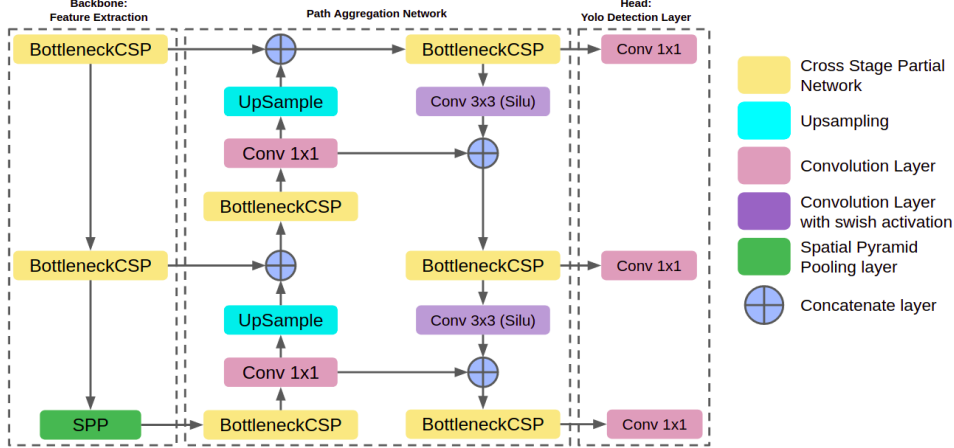 Backbone:
Feature Extraction
Path Aggregation Network
Head:
Yolo Detection Layer
BottleneckCSP
BottleneckCSP
Conv 1x1
UpSample
Conv 3x3 (Silu)
Conv 1x1
BottleneckCSP
BottleneckCSP
BottleneckCSP
Conv 1x1
UpSample
Conv 3x3 (Silu)
Conv 1x1
SPP
BottleneckCSP
BottleneckCSP
Conv 1x1
Cross Stage Partial
Network
Upsampling
Convolution Layer
Convolution Layer
with swish activation
Spatial Pyramid
Pooling layer
Concatenate layer